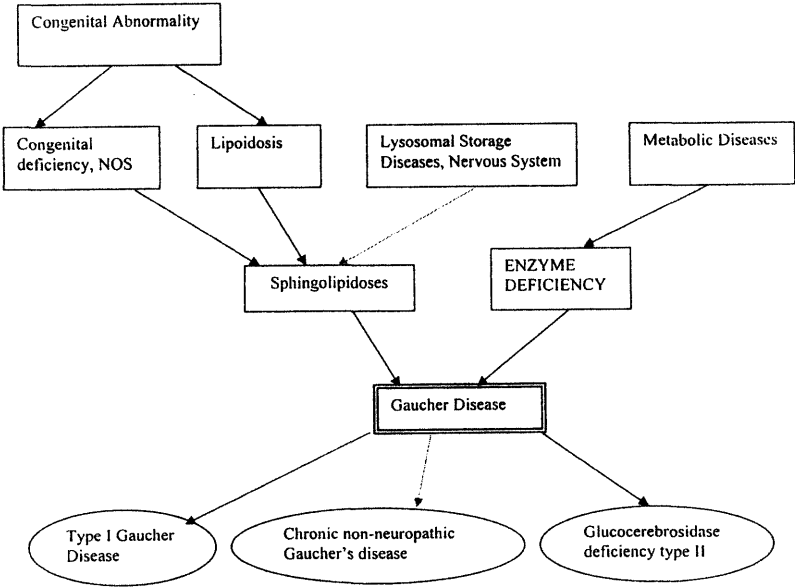 Congenital Abnormality
Congenital
deficiency, NOS
Lipoidosis
Lysosomal Storage
Diseases, Nervous System
Metabolic Diseases
Sphingolipidoses
ENZYME
DEFICIENCY
Gaucher Disease
Type I Gaucher
Disease
Chronic non-neuropathic
Gaucher's disease
Glucocerebrosidase
deficiency type II